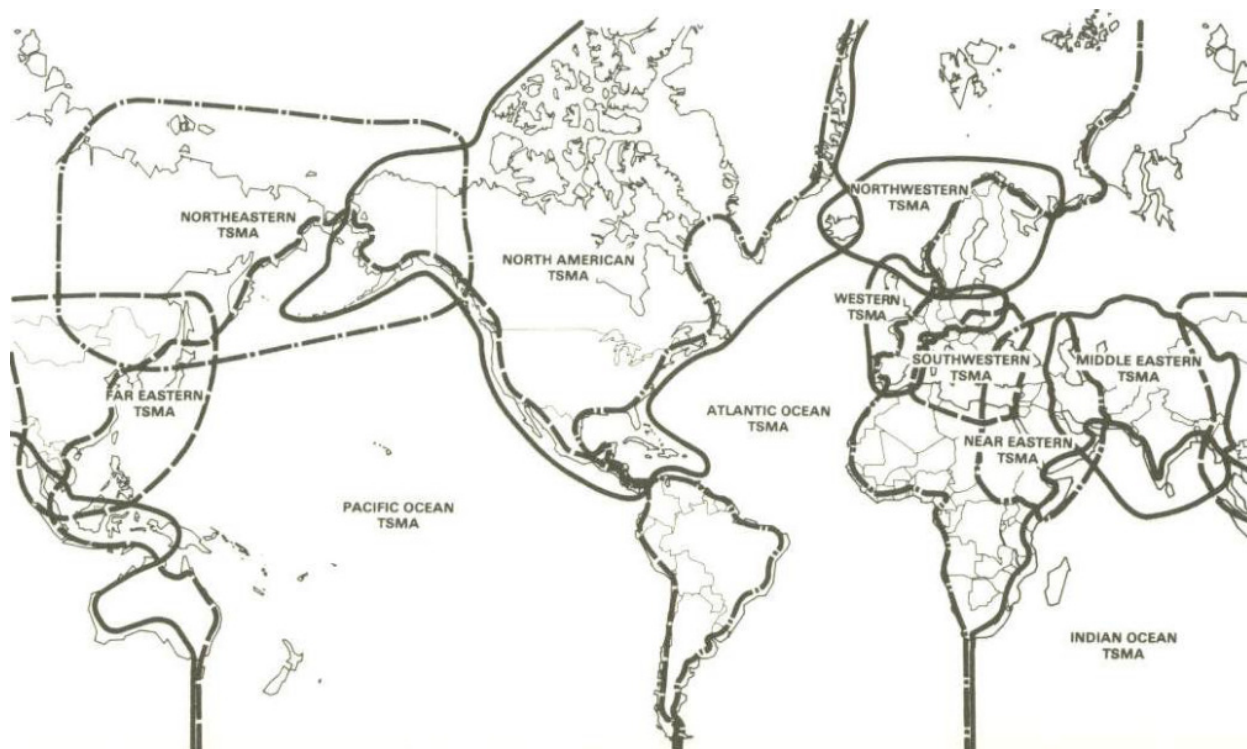 NORTHWESTERN
TSMA
NORTHEASTERN
TSMA
NORTH AMERICAN
TSMA
WESTERN
TSMA
SOUTHWESTERN
TSMA
MIDDLE EASTERN
TSMA
FAR EASTERN
TSMA
ATLANTIC OCEAN
TSMA
NEAR EASTERN
TSMA
PACIFIC OCEAN
TSMA
INDIAN OCEAN
TSMA